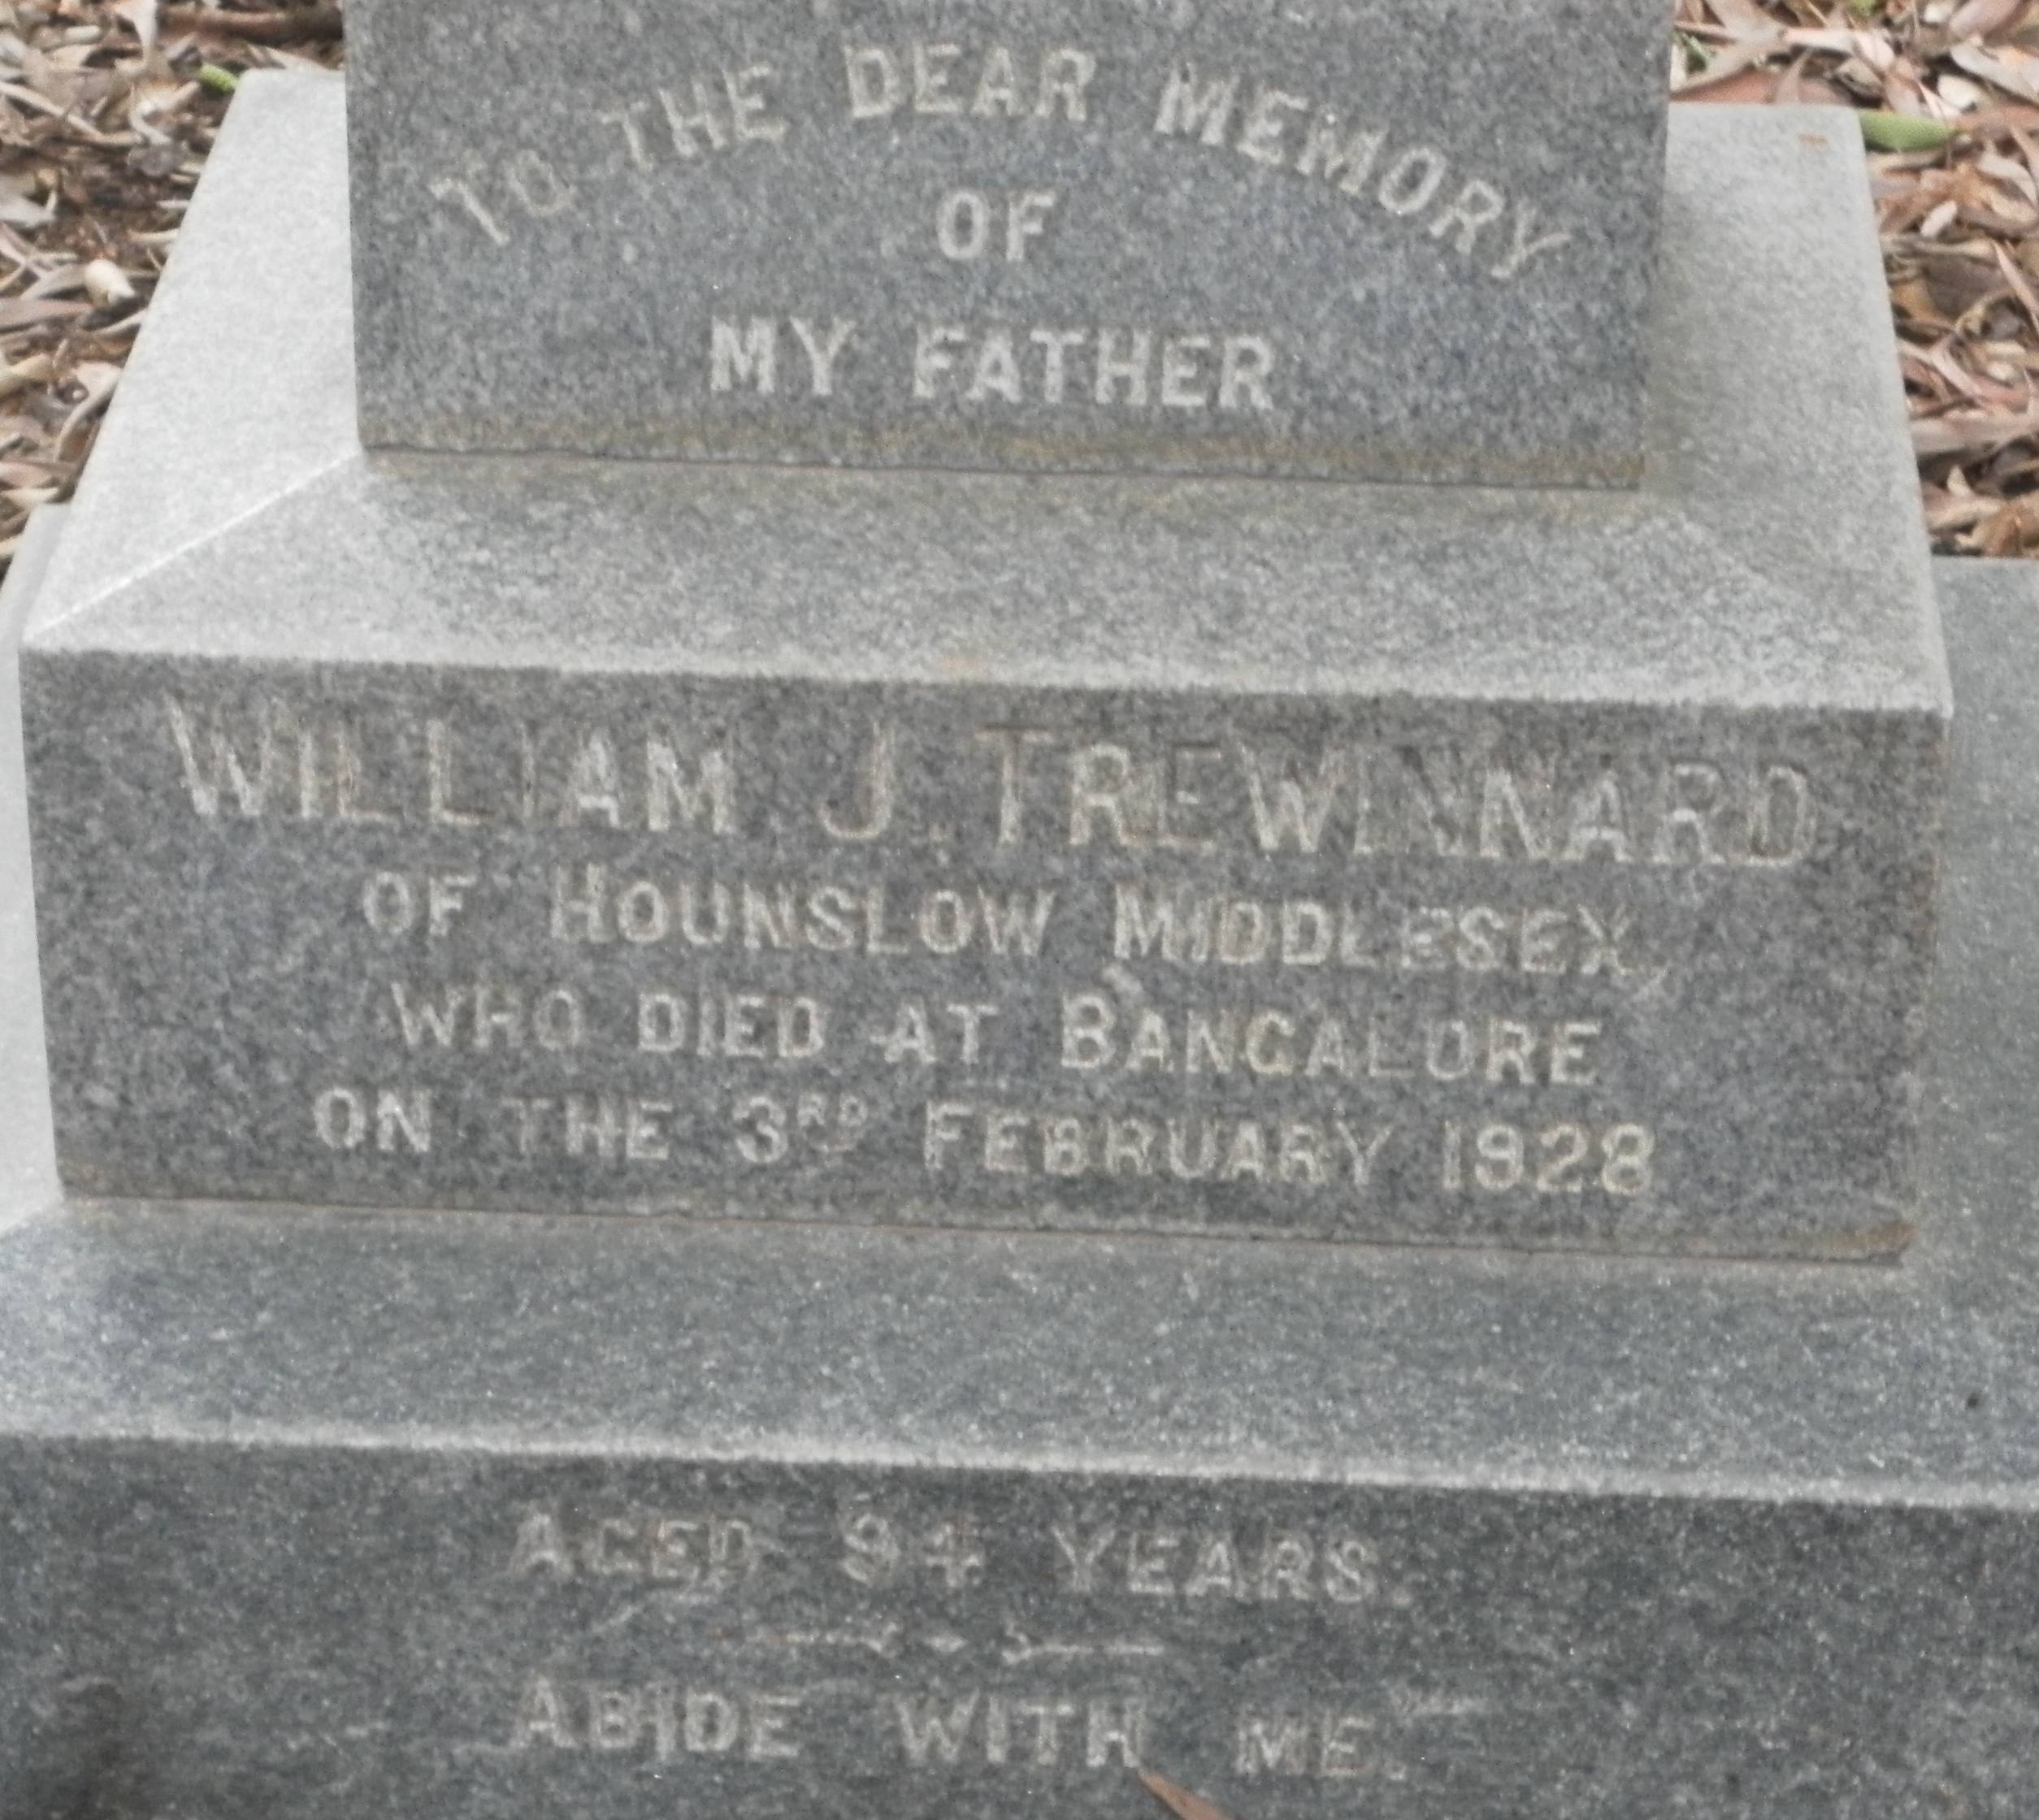 TO THE DEAR MEMORY
OF
MY FATHER
WILLIAM J. TREWINNARD
OF HOUNSLOW MIDDLESEX,
WHO DIED AT BANGALORE
ON THE 3RD FEBRUARY 1928
AGED 94 YEARS.
ABIDE WITH ME.